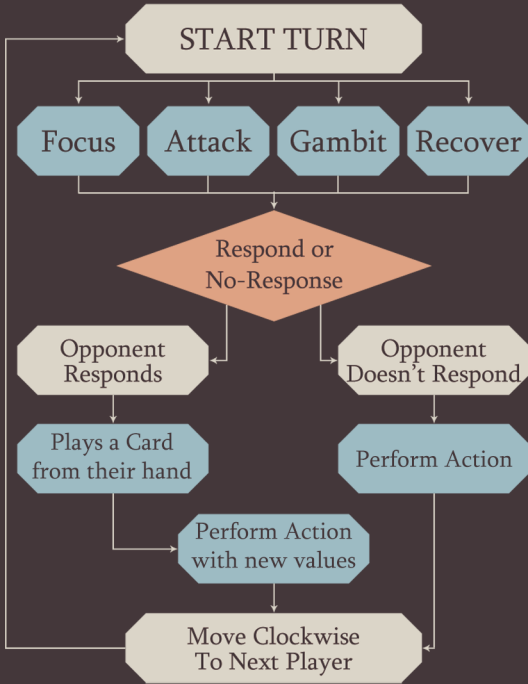 START TURN
Focus
Attack
Gambit
Recover
Respond or
No-Response
Opponent
Responds
Opponent
Doesn't Respond
Plays a Card
from their hand
Perform Action
Perform Action
with new values
Move Clockwise
To Next Player